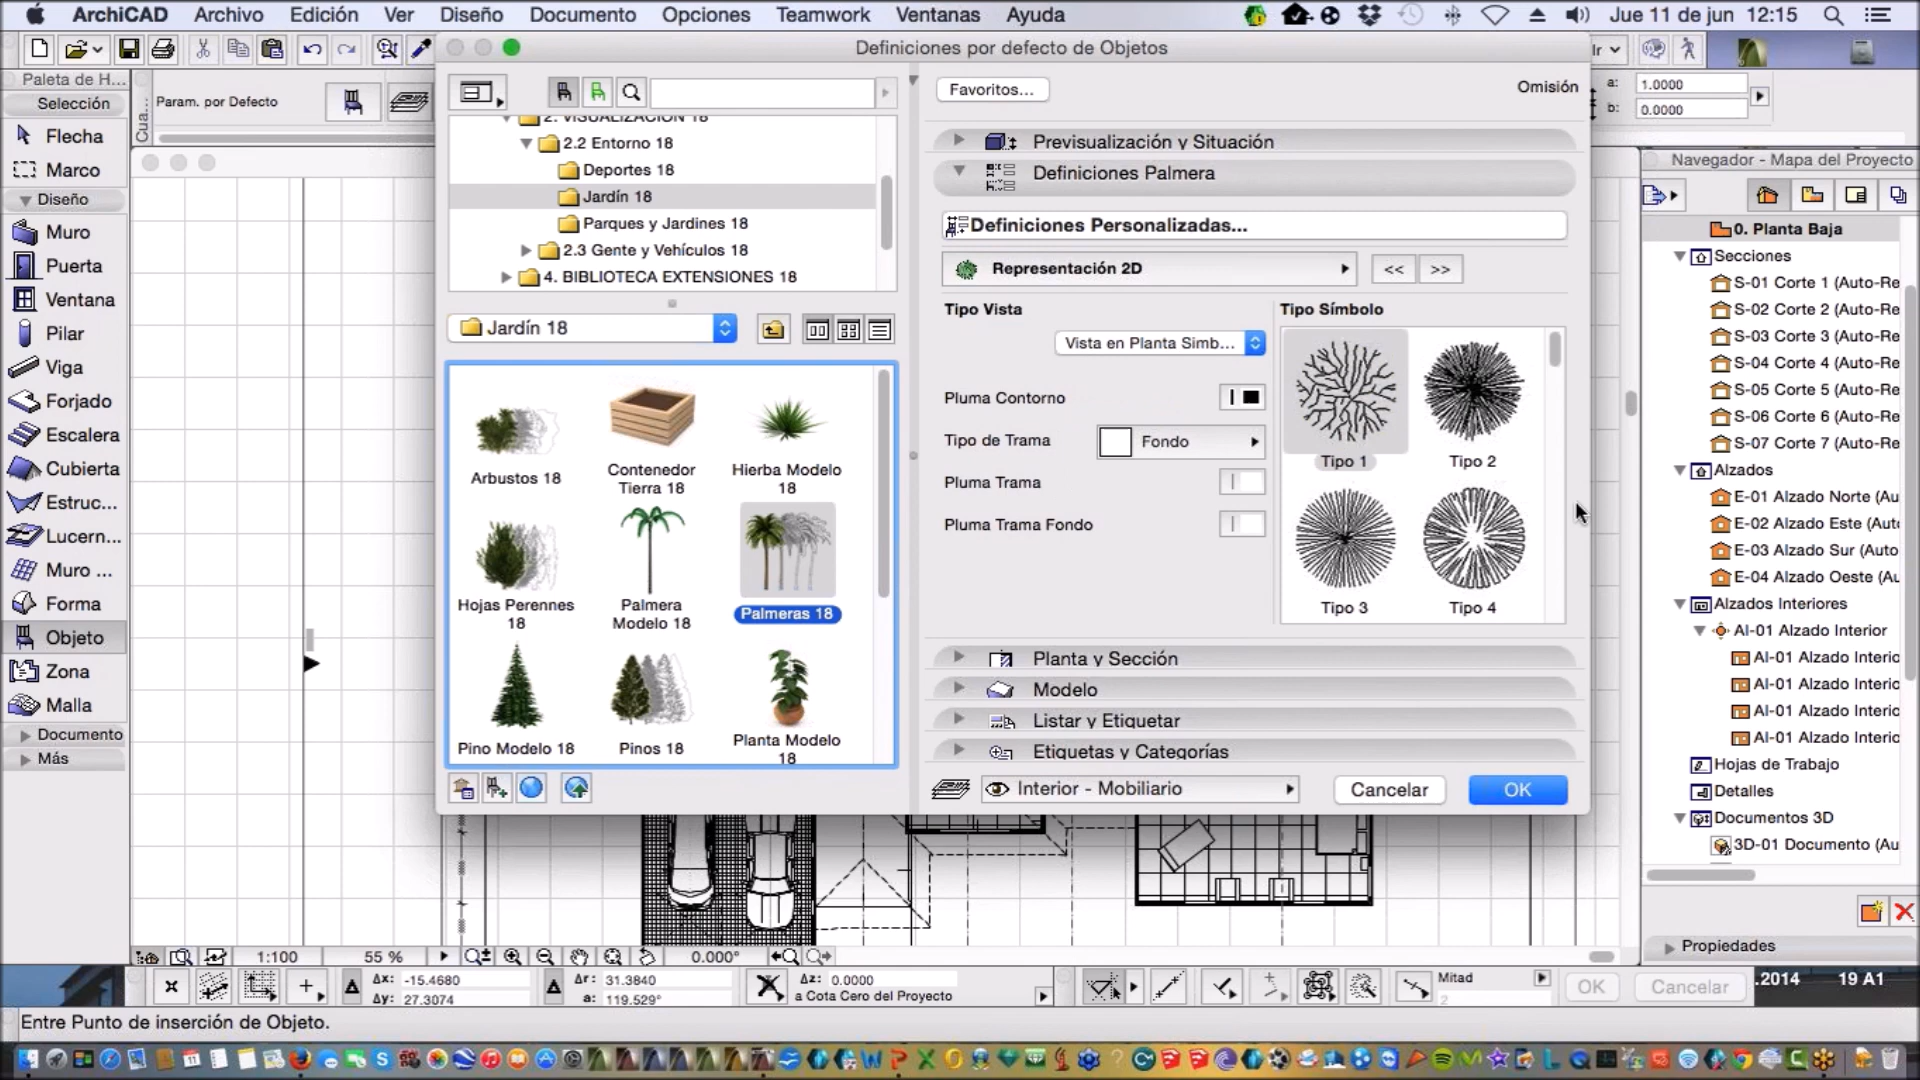 ArchiCAD Archivo Edición Ver Diseño Documento Opciones Teamwork Ventanas Ayuda Jue 11 de jun 12:15
Definiciones por defecto de Objetos
Paleta de H...
Selección
Flecha
Marco
Diseño
Muro
Puerta
Ventana
Pilar
Viga
Forjado
Escalera
Cubierta
Estruc...
Lucern...
Muro ...
Forma
Objeto
Zona
Malla
Documento
Más
Cua...
Param. por Defecto
2. VISUALIZACIÓN 18
2.2 Entorno 18
Deportes 18
Jardín 18
Parques y Jardines 18
2.3 Gente y Vehículos 18
4. BIBLIOTECA EXTENSIONES 18
Jardín 18
Arbustos 18
Contenedor Tierra 18
Hierba Modelo 18
Hojas Perennes 18
Palmera Modelo 18
Palmeras 18
Pino Modelo 18
Pinos 18
Planta Modelo 18
Favoritos...
Omisión
Previsualización y Situación
Definiciones Palmera
Definiciones Personalizadas...
Representación 2D
<< >>
Tipo Vista
Vista en Planta Simb...
Pluma Contorno
Tipo de Trama
Fondo
Pluma Trama
Pluma Trama Fondo
Tipo Símbolo
Tipo 1
Tipo 2
Tipo 3
Tipo 4
Planta y Sección
Modelo
Listar y Etiquetar
Etiquetas y Categorías
Interior - Mobiliario
Cancelar
OK
a: 1.0000
b: 0.0000
Navegador - Mapa del Proyecto
0. Planta Baja
Secciones
S-01 Corte 1 (Auto-Re
S-02 Corte 2 (Auto-Re
S-03 Corte 3 (Auto-Re
S-04 Corte 4 (Auto-Re
S-05 Corte 5 (Auto-Re
S-06 Corte 6 (Auto-Re
S-07 Corte 7 (Auto-Re
Alzados
E-01 Alzado Norte (Au
E-02 Alzado Este (Aut
E-03 Alzado Sur (Auto
E-04 Alzado Oeste (Au
Alzados Interiores
AI-01 Alzado Interior
AI-01 Alzado Interio
AI-01 Alzado Interio
AI-01 Alzado Interio
AI-01 Alzado Interio
Hojas de Trabajo
Detalles
Documentos 3D
3D-01 Documento (Au
Propiedades
1:100
55 %
0.000°
Δx: -15.4680
Δy: 27.3074
Δr: 31.3840
a: 119.529°
Δz: 0.0000
a Cota Cero del Proyecto
Mitad
2
OK
Cancelar
.2014 19 A1
Entre Punto de inserción de Objeto.